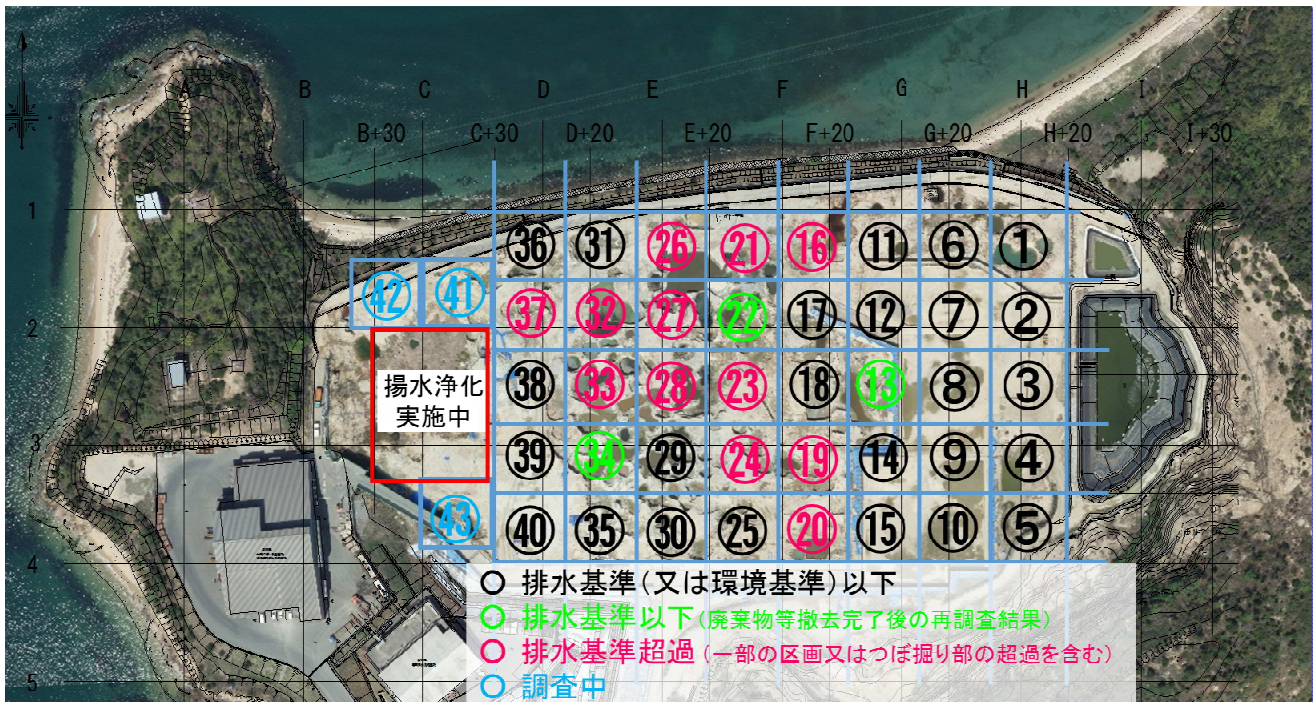 A B C D E F G H I
B+30 C+30 D+20 E+20 F+20 G+20 H+20 I+30
1
㊱ ㉛ ㉖ ㉑ ⑯ ⑪ ⑥ ①
㊷ ㊶
㊲ ㉜ ㉗ ㉒ ⑰ ⑫ ⑦ ②
2
揚水浄化
実施中
㊳ ㉝ ㉘ ㉓ ⑱ ⑬ ⑧ ③
3
㊴ ㉞ ㉙ ㉔ ⑲ ⑭ ⑨ ④
㊸
㊵ ㉟ ㉚ ㉕ ⑳ ⑮ ⑩ ⑤
4
○ 排水基準(又は環境基準)以下
○ 排水基準以下(廃棄物等撤去完了後の再調査結果)
○ 排水基準超過(一部の区画又はつぼ掘り部の超過を含む)
5
○ 調査中